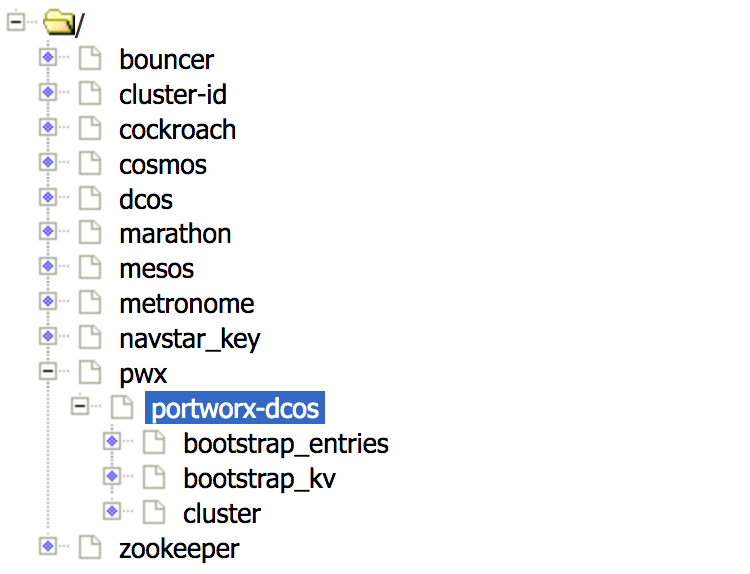 /
bouncer
cluster-id
cockroach
cosmos
dcos
marathon
mesos
metronome
navstar_key
pwx
portworx-dcos
bootstrap_entries
bootstrap_kv
cluster
zookeeper